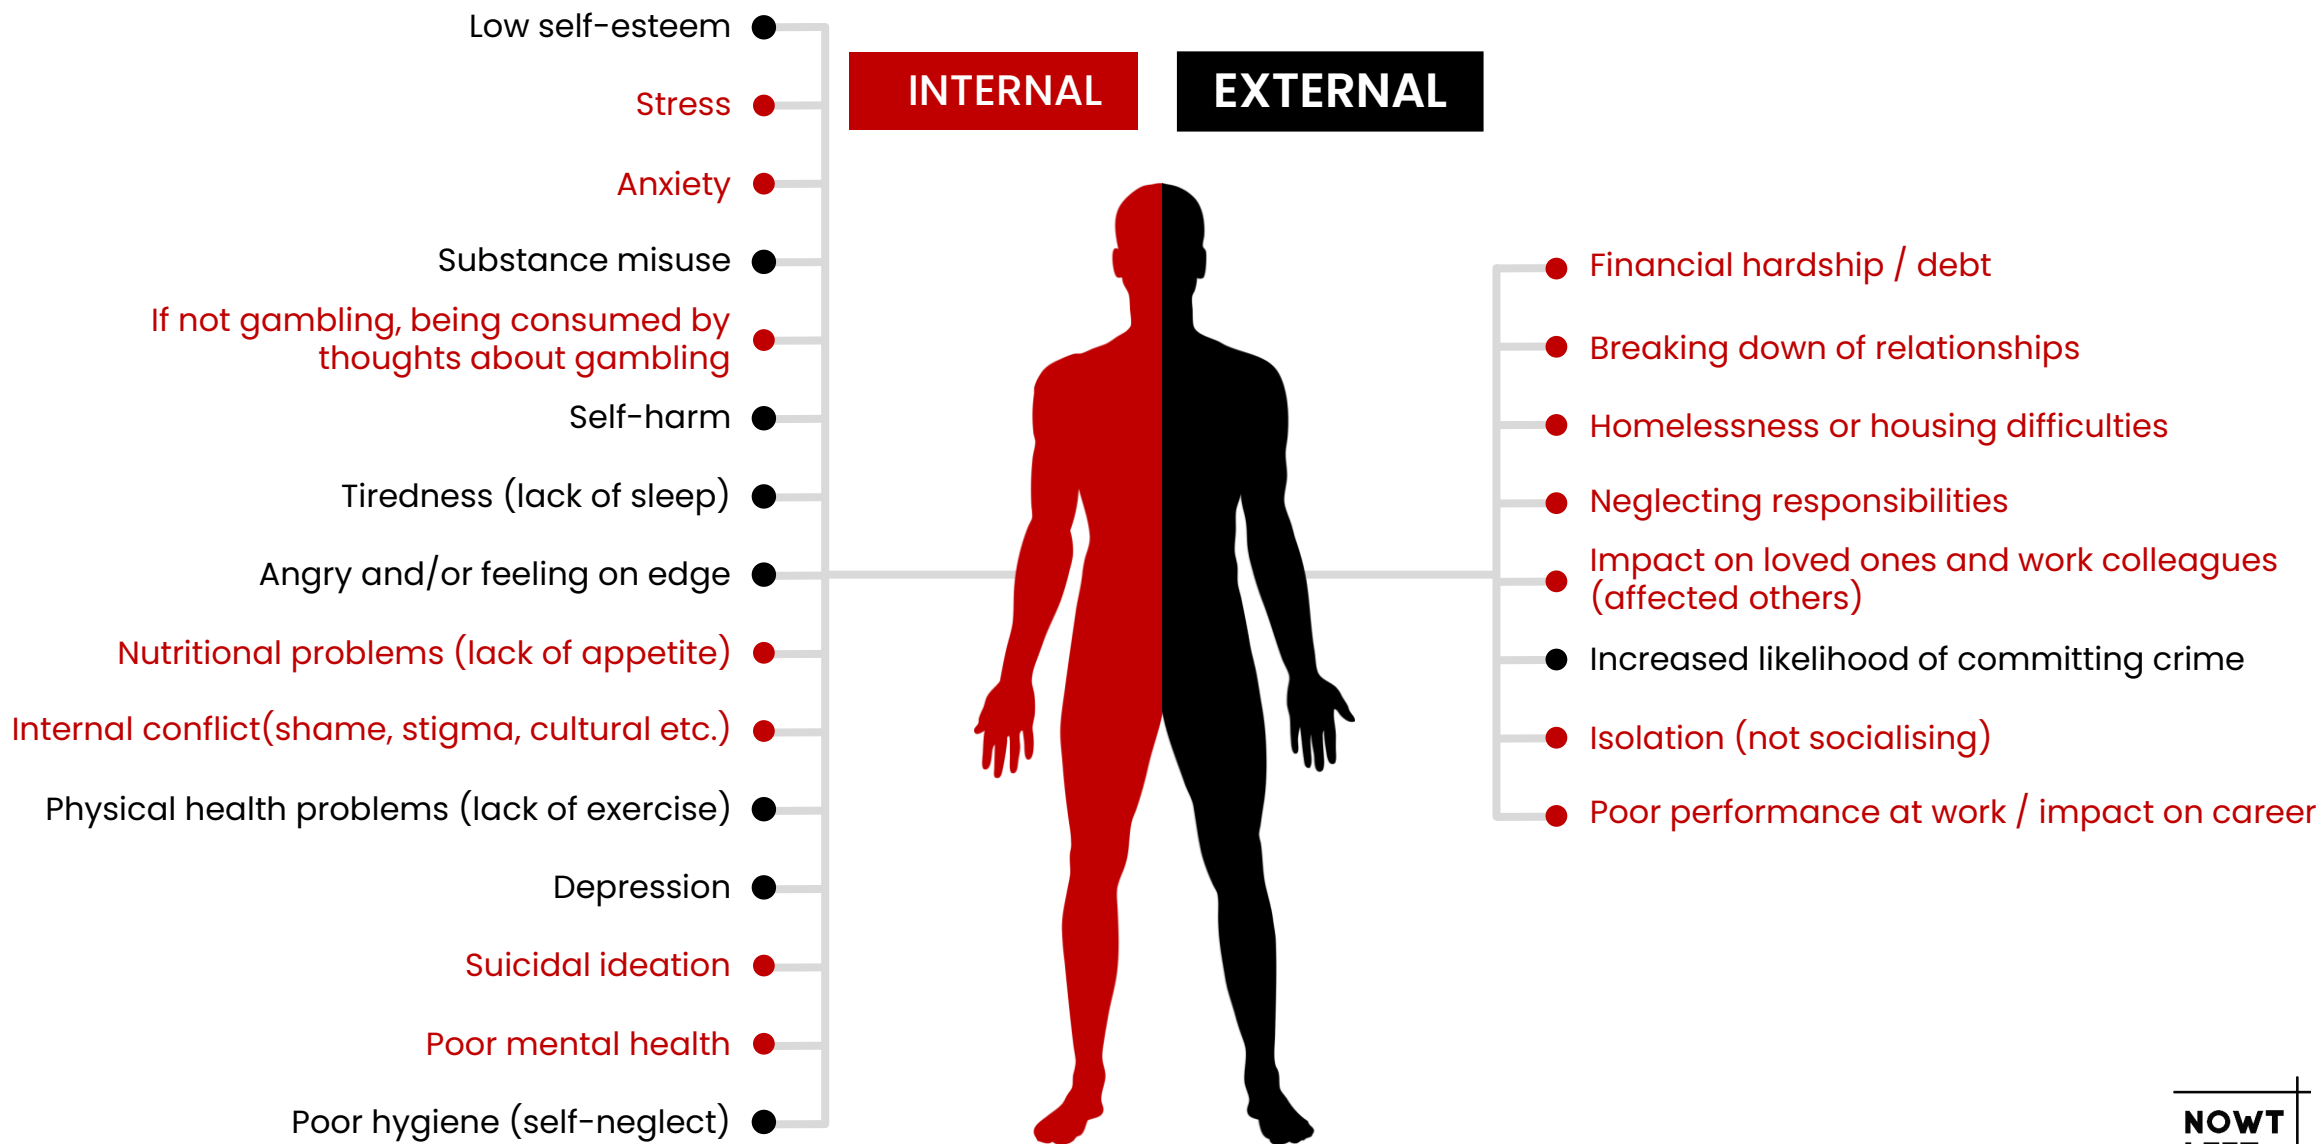 Low self-esteem
Stress
Anxiety
Substance misuse
If not gambling, being consumed by
thoughts about gambling
Self-harm
Tiredness (lack of sleep)
Angry and/or feeling on edge
Nutritional problems (lack of appetite)
Internal conflict(shame, stigma, cultural etc.)
Physical health problems (lack of exercise)
Depression
Suicidal ideation
Poor mental health
Poor hygiene (self-neglect)
INTERNAL
EXTERNAL
Financial hardship / debt
Breaking down of relationships
Homelessness or housing difficulties
Neglecting responsibilities
Impact on loved ones and work colleagues
(affected others)
Increased likelihood of committing crime
Isolation (not socialising)
Poor performance at work / impact on career
NOWT